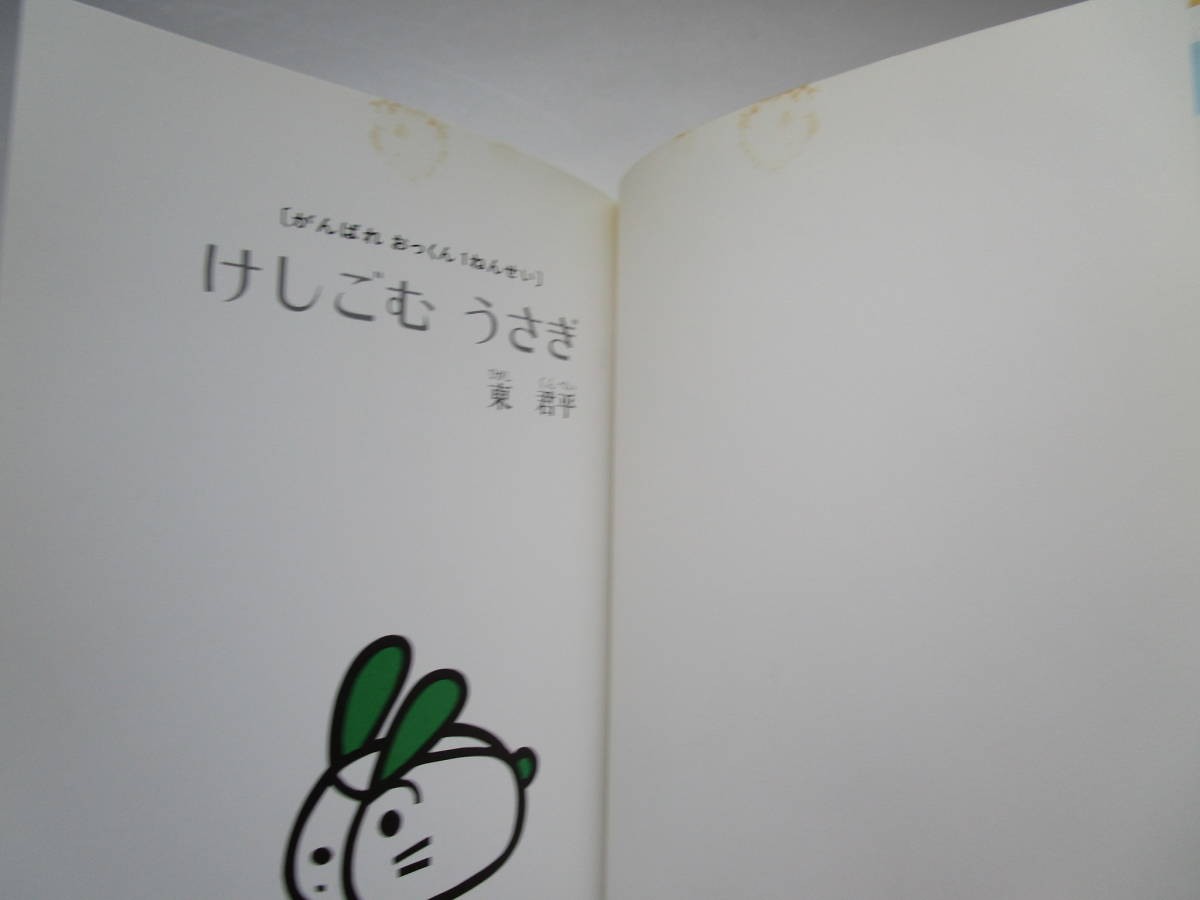 〔がんばれ おっくん1ねんせい〕
けしごむ うさぎ
東 君平